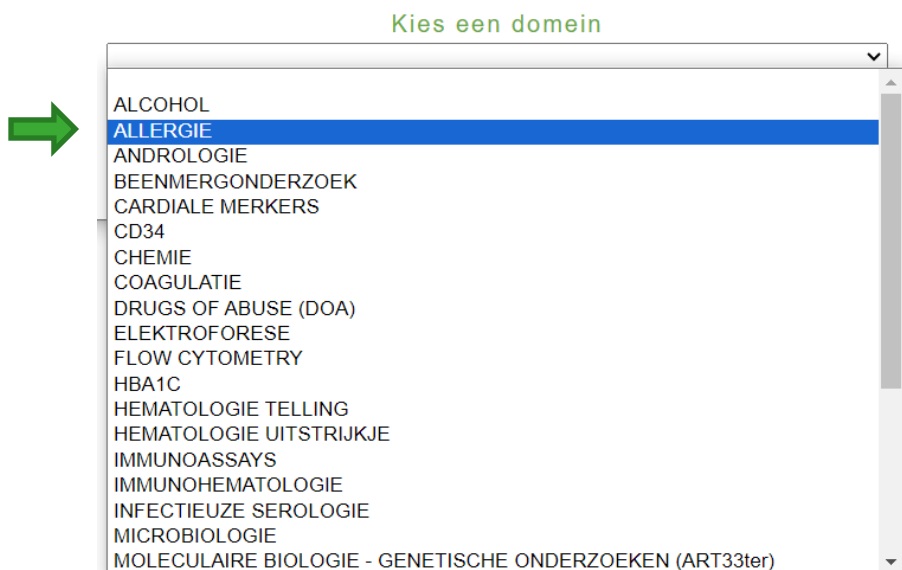 Kies een domein
ALCOHOL
ALLERGIE
ANDROLOGIE
BEENMERGONDERZOEK
CARDIALE MERKERS
CD34
CHEMIE
COAGULATIE
DRUGS OF ABUSE (DOA)
ELEKTROFORESE
FLOW CYTOMETRY
HBA1C
HEMATOLOGIE TELLING
HEMATOLOGIE UITSTRIJKJE
IMMUNOASSAYS
IMMUNOHEMATOLOGIE
INFECTIEUZE SEROLOGIE
MICROBIOLOGIE
MOLECULAIRE BIOLOGIE - GENETISCHE ONDERZOEKEN (ART33ter)